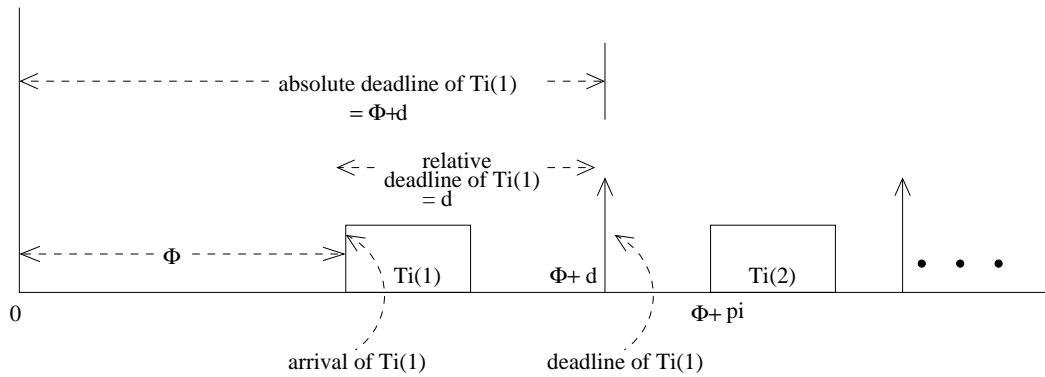 absolute deadline of Ti(1)
= Φ+d
relative
deadline of Ti(1)
= d
Φ
Ti(1)
Φ+ d
Ti(2)
0
Φ+ pi
arrival of Ti(1)
deadline of Ti(1)